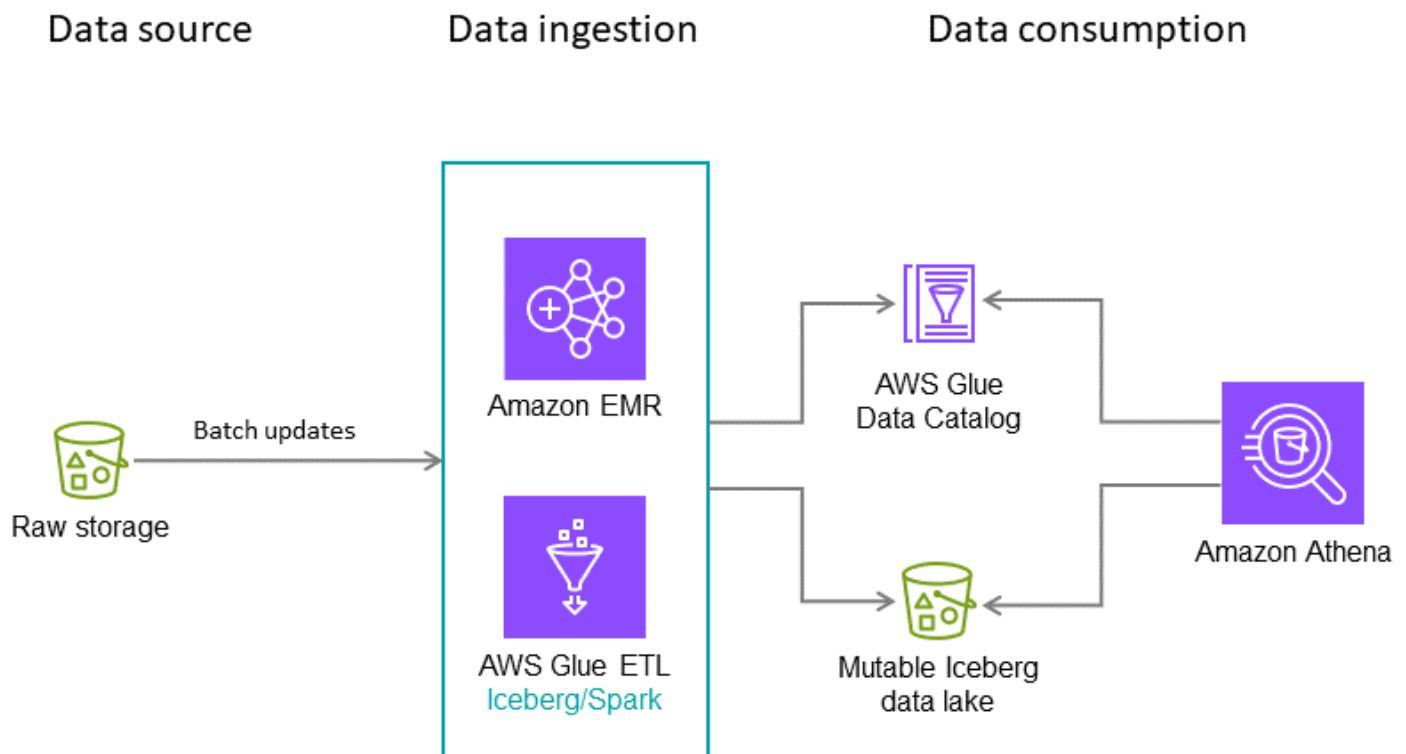 Data source
Data ingestion
Data consumption
Amazon EMR
AWS Glue
Data Catalog
Batch updates
Raw storage
Amazon Athena
AWS Glue ETL
Iceberg/Spark
Mutable Iceberg
data lake